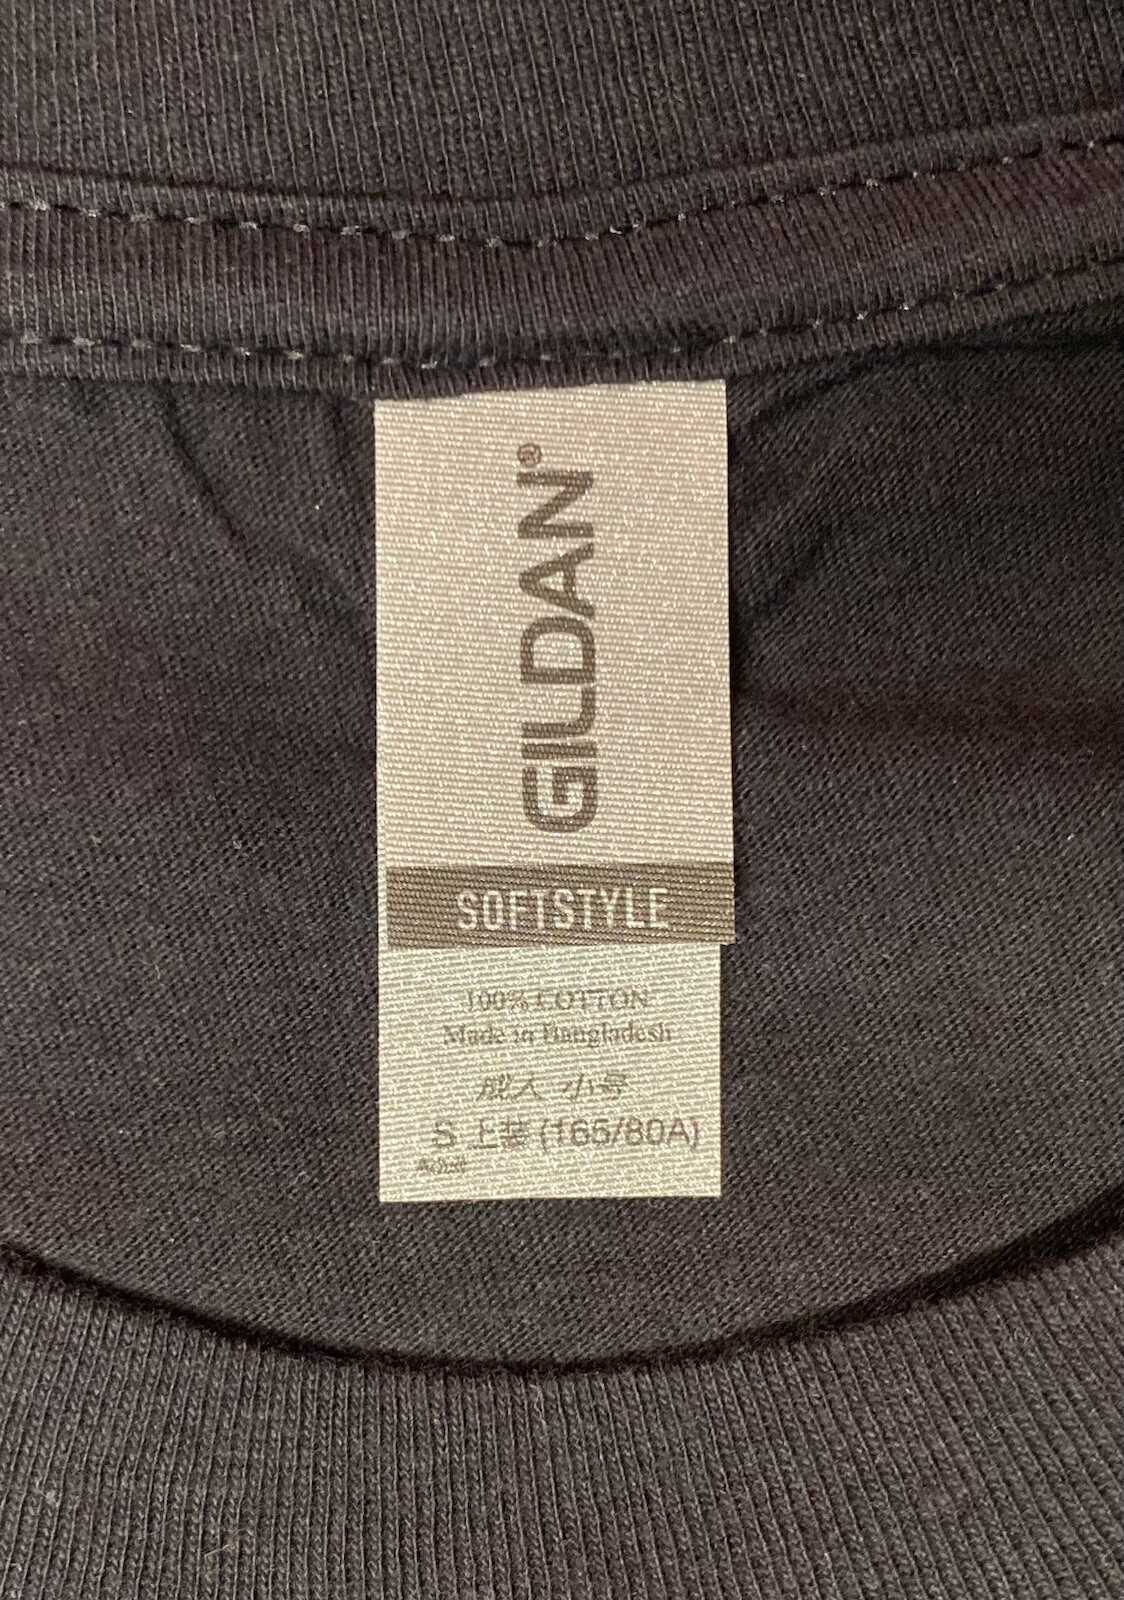 GILDAN®
SOFTSTYLE
100% COTTON
Made in Bangladesh
成人 小号
S 上装 (165/80A)
Adult